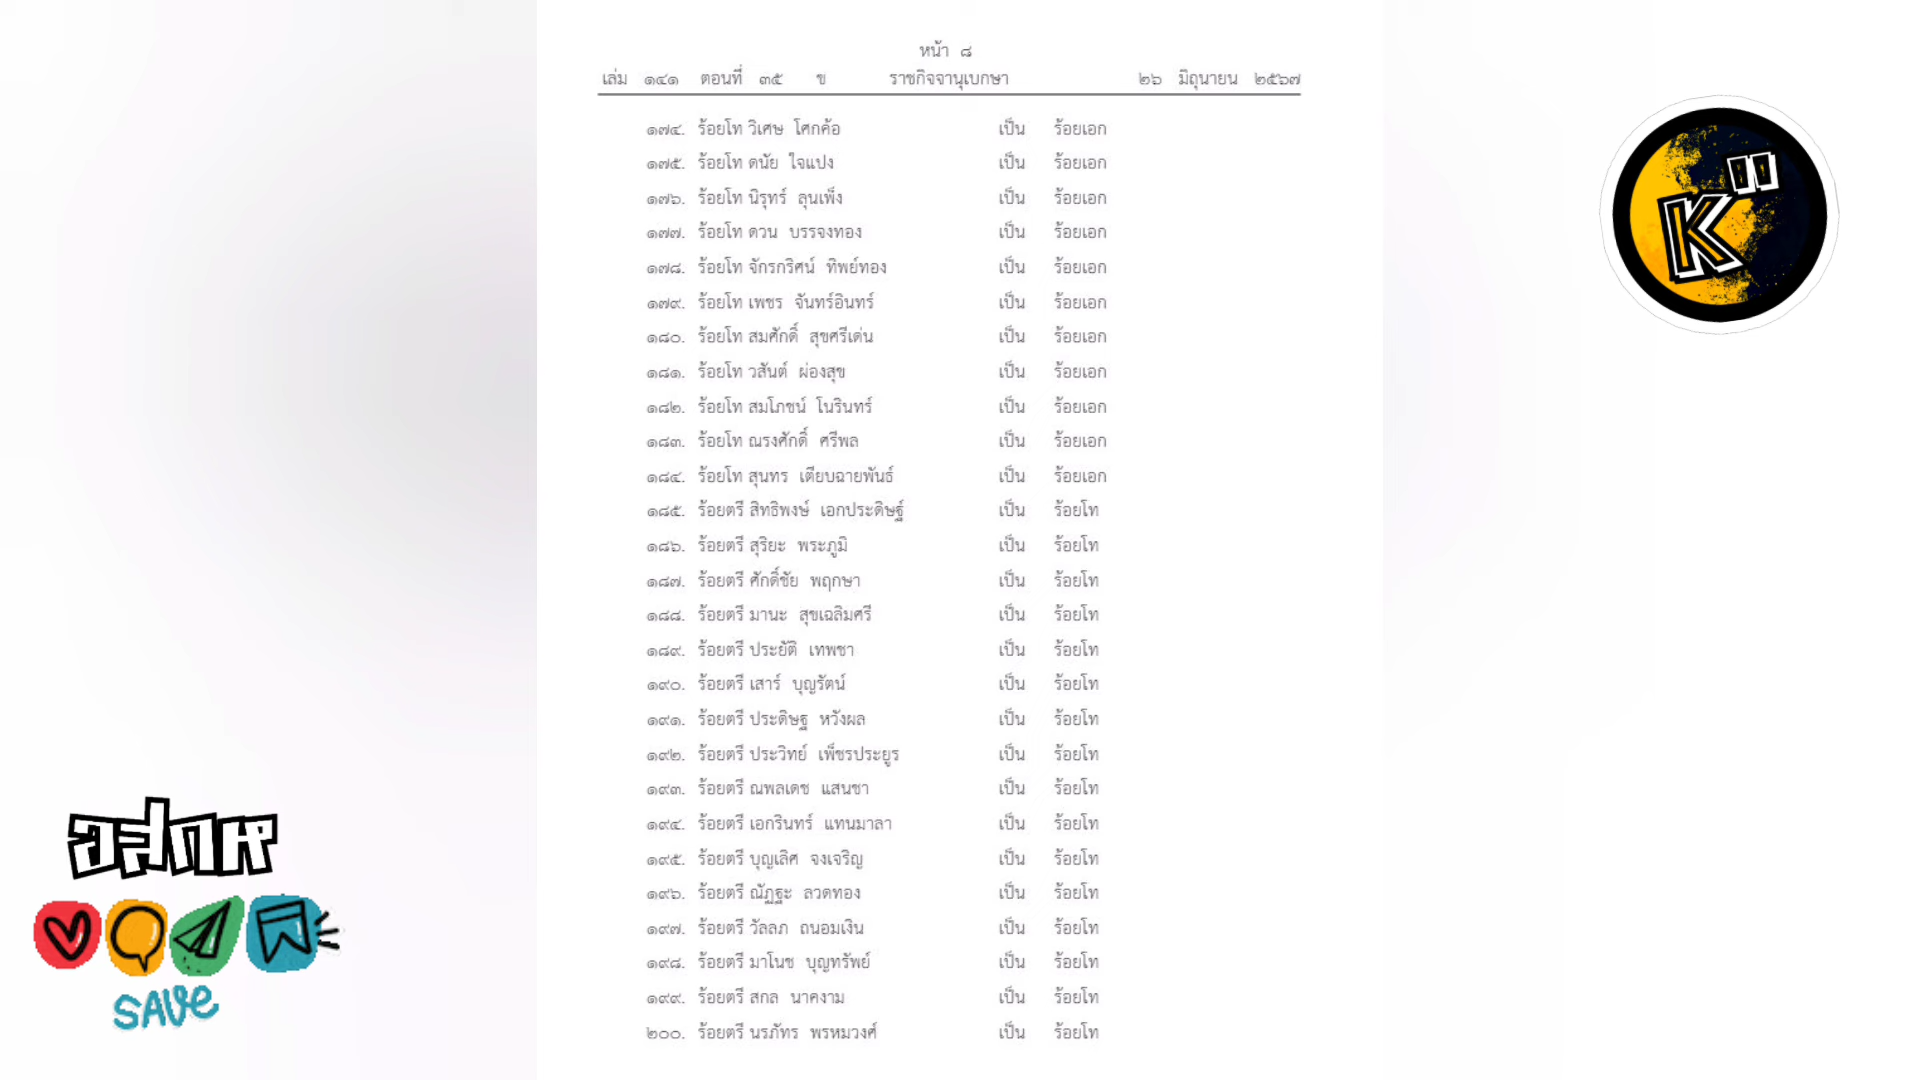 หน้า ๘
เล่ม ๑๔๑ ตอนที่ ๓๕ ข ราชกิจจานุเบกษา ๒๖ มิถุนายน ๒๕๖๗
๑๗๔. ร้อยโท วิเศษ โศกค้อ เป็น ร้อยเอก
๑๗๕. ร้อยโท ดนัย ใจแปง เป็น ร้อยเอก
๑๗๖. ร้อยโท นิรุทร์ ลุนเพ็ง เป็น ร้อยเอก
๑๗๗. ร้อยโท ดวน บรรจงทอง เป็น ร้อยเอก
๑๗๘. ร้อยโท จักรกริศน์ ทิพย์ทอง เป็น ร้อยเอก
๑๗๙. ร้อยโท เพชร จันทร์อินทร์ เป็น ร้อยเอก
๑๘๐. ร้อยโท สมศักดิ์ สุขศรีเด่น เป็น ร้อยเอก
๑๘๑. ร้อยโท วสันต์ ผ่องสุข เป็น ร้อยเอก
๑๘๒. ร้อยโท สมโภชน์ โนรินทร์ เป็น ร้อยเอก
๑๘๓. ร้อยโท ณรงศักดิ์ ศรีพล เป็น ร้อยเอก
๑๘๔. ร้อยโท สุนทร เตียบฉายพันธ์ เป็น ร้อยเอก
๑๘๕. ร้อยตรี สิทธิพงษ์ เอกประดิษฐ์ เป็น ร้อยโท
๑๘๖. ร้อยตรี สุริยะ พระภูมิ เป็น ร้อยโท
๑๘๗. ร้อยตรี ศักดิ์ชัย พฤกษา เป็น ร้อยโท
๑๘๘. ร้อยตรี มานะ สุขเฉลิมศรี เป็น ร้อยโท
๑๘๙. ร้อยตรี ประยัติ เทพชา เป็น ร้อยโท
๑๙๐. ร้อยตรี เสาร์ บุญรัตน์ เป็น ร้อยโท
๑๙๑. ร้อยตรี ประดิษฐ หวังผล เป็น ร้อยโท
๑๙๒. ร้อยตรี ประวิทย์ เพ็ชรประยูร เป็น ร้อยโท
๑๙๓. ร้อยตรี ณพลเดช แสนชา เป็น ร้อยโท
๑๙๔. ร้อยตรี เอกรินทร์ แทนมาลา เป็น ร้อยโท
๑๙๕. ร้อยตรี บุญเลิศ จงเจริญ เป็น ร้อยโท
๑๙๖. ร้อยตรี ณัฏฐะ ลวดทอง เป็น ร้อยโท
๑๙๗. ร้อยตรี วัลลภ ถนอมเงิน เป็น ร้อยโท
๑๙๘. ร้อยตรี มาโนช บุญทรัพย์ เป็น ร้อยโท
๑๙๙. ร้อยตรี สกล นาคงาม เป็น ร้อยโท
๒๐๐. ร้อยตรี นรภัทร พรหมวงศ์ เป็น ร้อยโท
K"
อสกห
SAVe